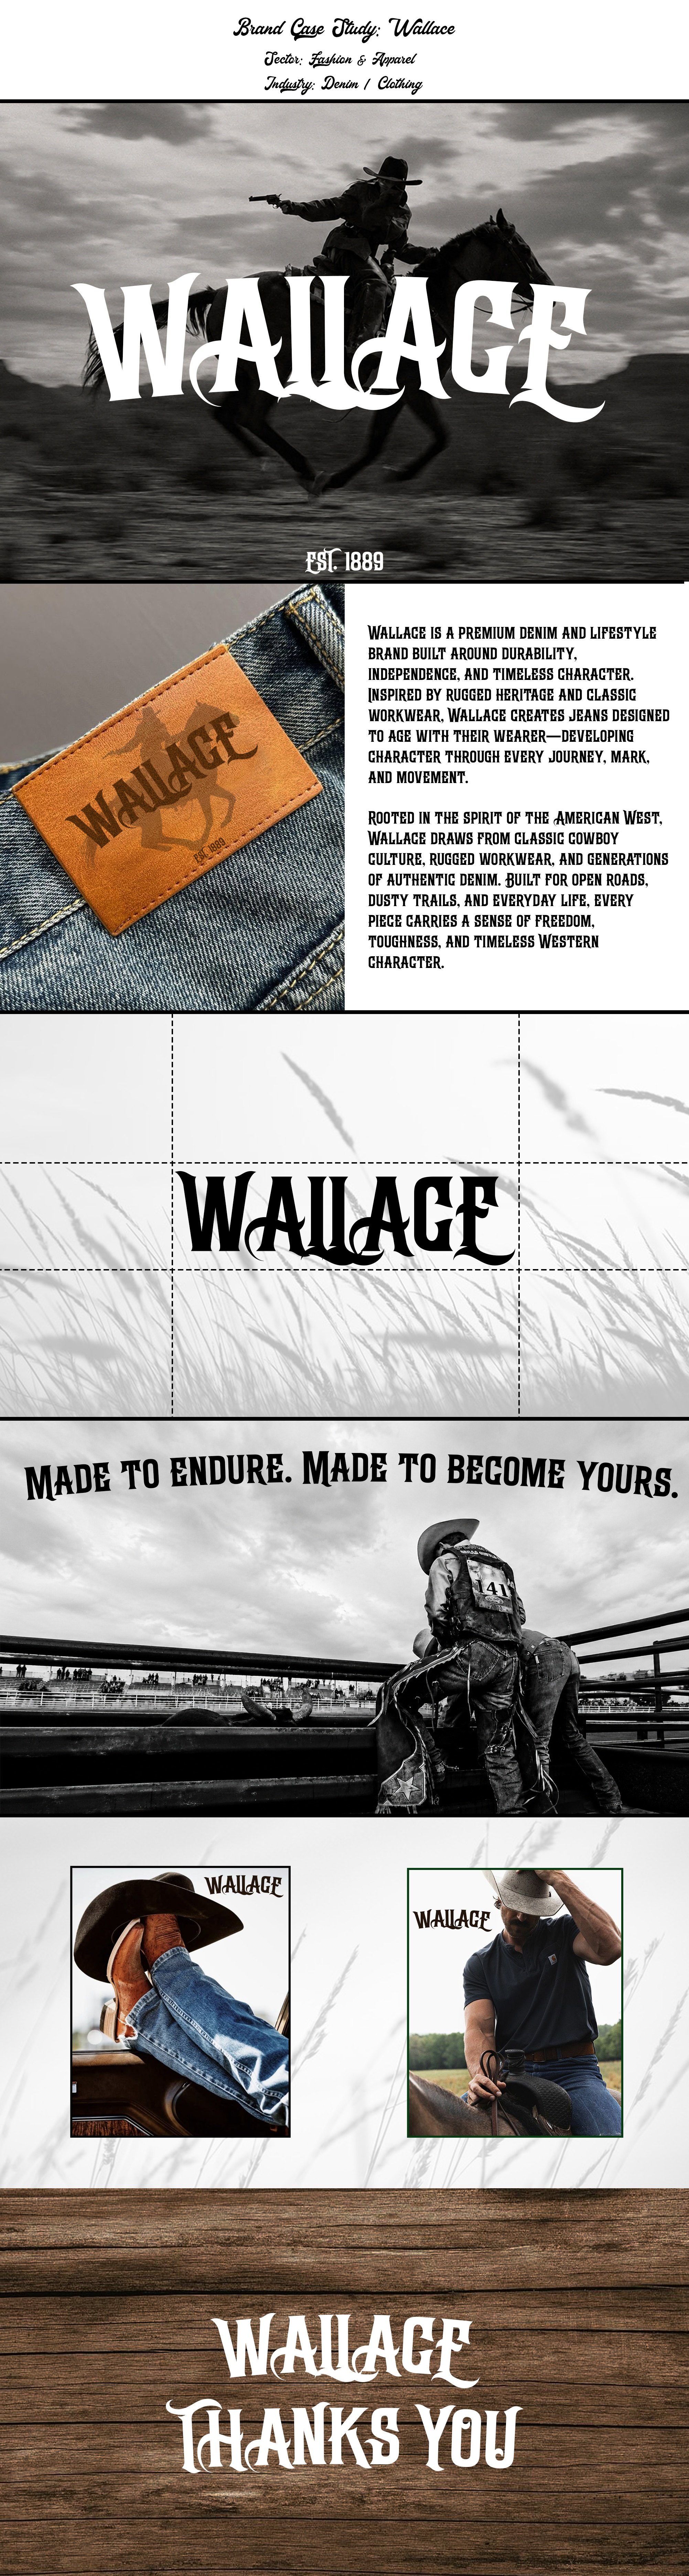 Brand Case Study: Wallace
Sector: Fashion & Apparel
Industry: Denim / Clothing
WALLACE
EST. 1889
WALLACE IS A PREMIUM DENIM AND LIFESTYLE
BRAND BUILT AROUND DURABILITY,
INDEPENDENCE, AND TIMELESS CHARACTER.
INSPIRED BY RUGGED HERITAGE AND CLASSIC
WORKWEAR, WALLACE CREATES JEANS DESIGNED
TO AGE WITH THEIR WEARER—DEVELOPING
CHARACTER THROUGH EVERY JOURNEY, MARK,
AND MOVEMENT.
ROOTED IN THE SPIRIT OF THE AMERICAN WEST,
WALLACE DRAWS FROM CLASSIC COWBOY
CULTURE, RUGGED WORKWEAR, AND GENERATIONS
OF AUTHENTIC DENIM. BUILT FOR OPEN ROADS,
DUSTY TRAILS, AND EVERYDAY LIFE, EVERY
PIECE CARRIES A SENSE OF FREEDOM,
TOUGHNESS, AND TIMELESS WESTERN
CHARACTER.
WALLACE
EST. 1889
WALLACE
MADE TO ENDURE. MADE TO BECOME YOURS.
141
WALLACE
WALLACE
WALLACE
THANKS YOU